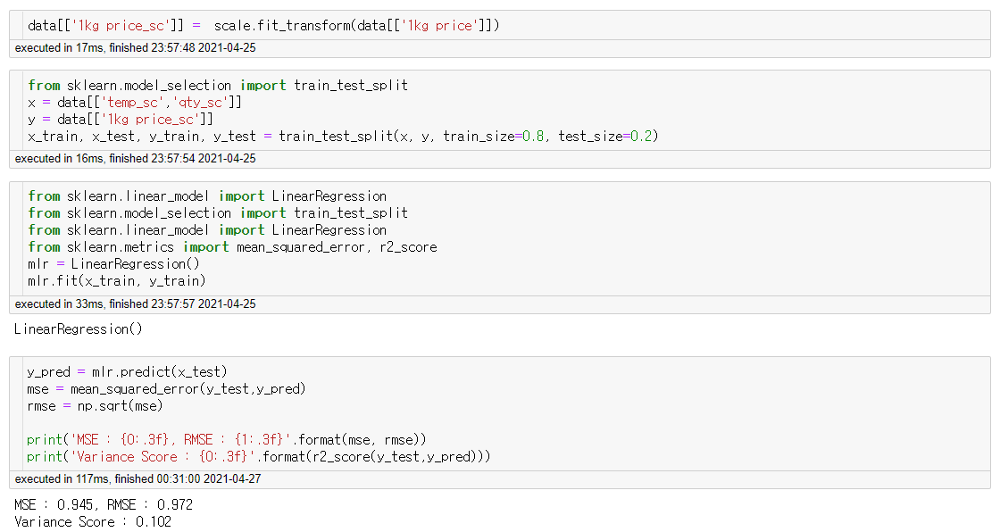 data[['1kg price_sc']] =  scale.fit_transform(data[['1kg price']])
executed in 17ms, finished 23:57:48 2021-04-25
from sklearn.model_selection import train_test_split
x = data[['temp_sc','qty_sc']]
y = data[['1kg price_sc']]
x_train, x_test, y_train, y_test = train_test_split(x, y, train_size=0.8, test_size=0.2)
executed in 16ms, finished 23:57:54 2021-04-25
from sklearn.linear_model import LinearRegression
from sklearn.model_selection import train_test_split
from sklearn.linear_model import LinearRegression
from sklearn.metrics import mean_squared_error, r2_score
mlr = LinearRegression()
mlr.fit(x_train, y_train)
executed in 33ms, finished 23:57:57 2021-04-25
LinearRegression()
y_pred = mlr.predict(x_test)
mse = mean_squared_error(y_test,y_pred)
rmse = np.sqrt(mse)
print('MSE : {0:.3f}, RMSE : {1:.3f}'.format(mse, rmse))
print('Variance Score : {0:.3f}'.format(r2_score(y_test,y_pred)))
executed in 117ms, finished 00:31:00 2021-04-27
MSE : 0.945, RMSE : 0.972
Variance Score : 0.102